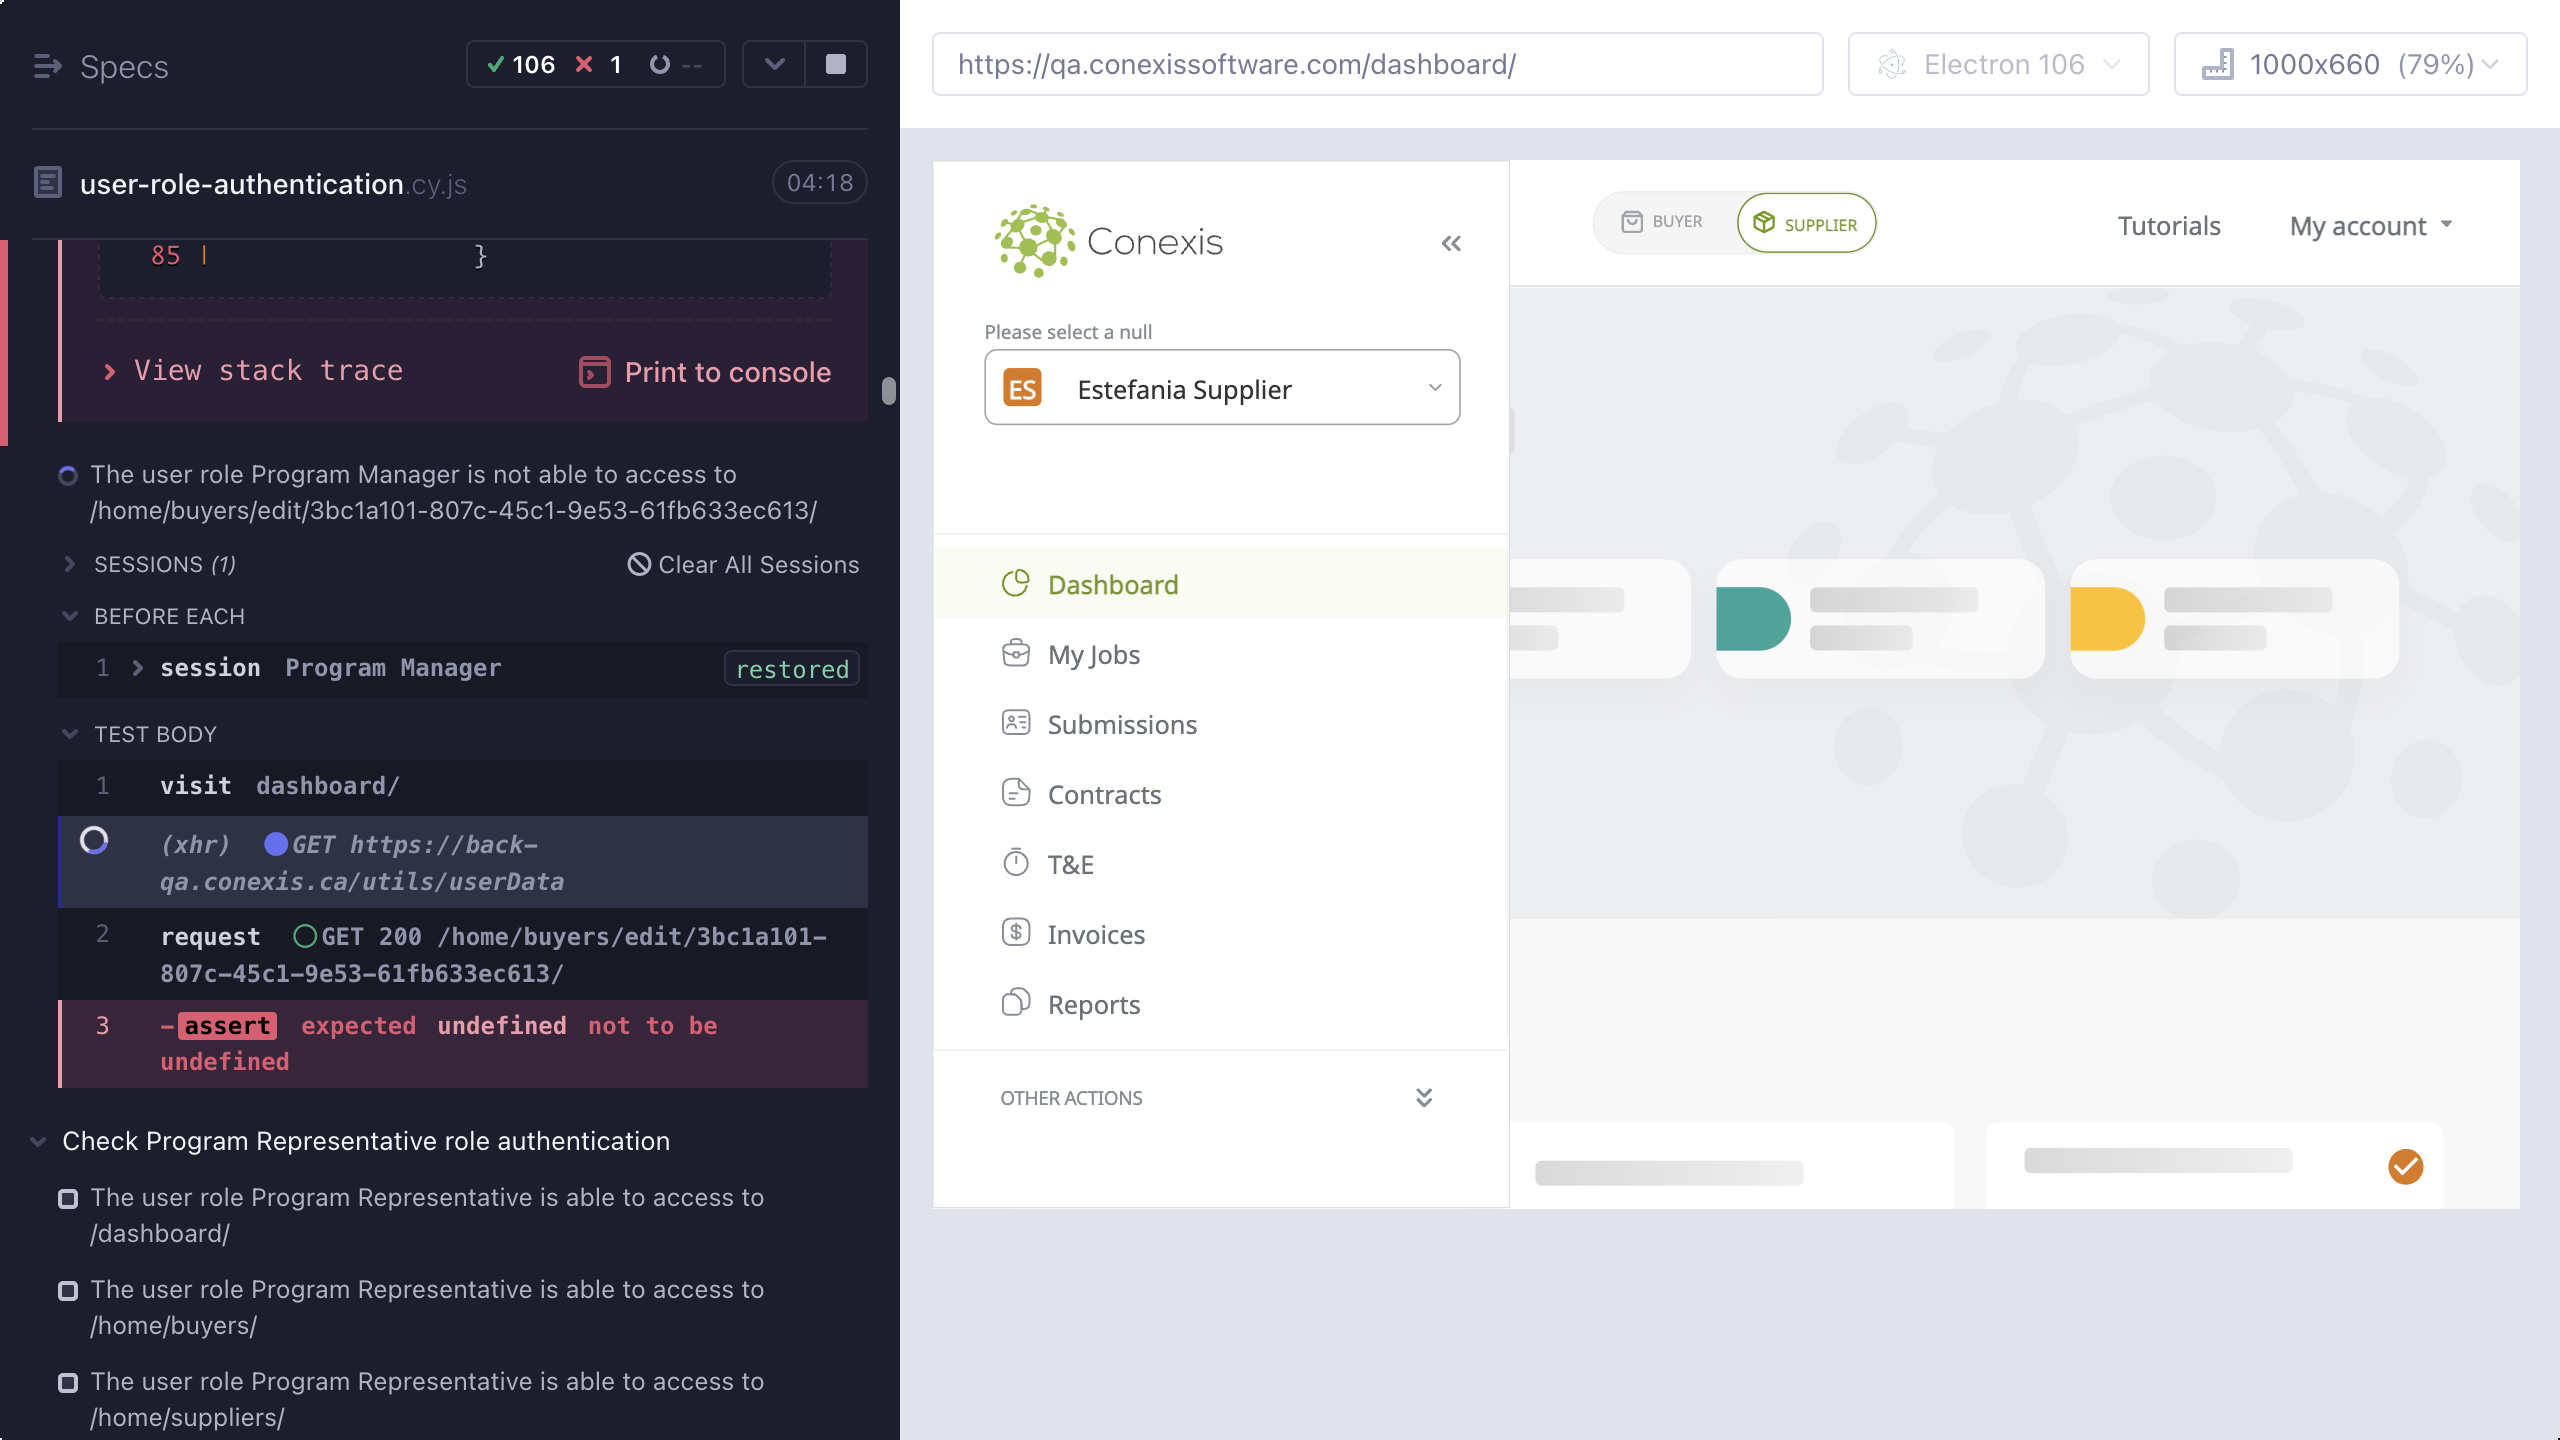 Specs
106 1 --
user-role-authentication.cy.js
04:18
85 | }
View stack trace
Print to console
The user role Program Manager is not able to access to
/home/buyers/edit/3bc1a101-807c-45c1-9e53-61fb633ec613/
SESSIONS (1)
Clear All Sessions
BEFORE EACH
1 session Program Manager restored
TEST BODY
1 visit dashboard/
(xhr) GET https://back-
qa.conexis.ca/utils/userData
2 request GET 200 /home/buyers/edit/3bc1a101-
807c-45c1-9e53-61fb633ec613/
3 -assert expected undefined not to be
undefined
Check Program Representative role authentication
The user role Program Representative is able to access to
/dashboard/
The user role Program Representative is able to access to
/home/buyers/
The user role Program Representative is able to access to
/home/suppliers/
https://qa.conexissoftware.com/dashboard/
Electron 106
1000x660 (79%)
Conexis
BUYER
SUPPLIER
Tutorials
My account
Please select a null
ES Estefania Supplier
Dashboard
My Jobs
Submissions
Contracts
T&E
Invoices
Reports
OTHER ACTIONS